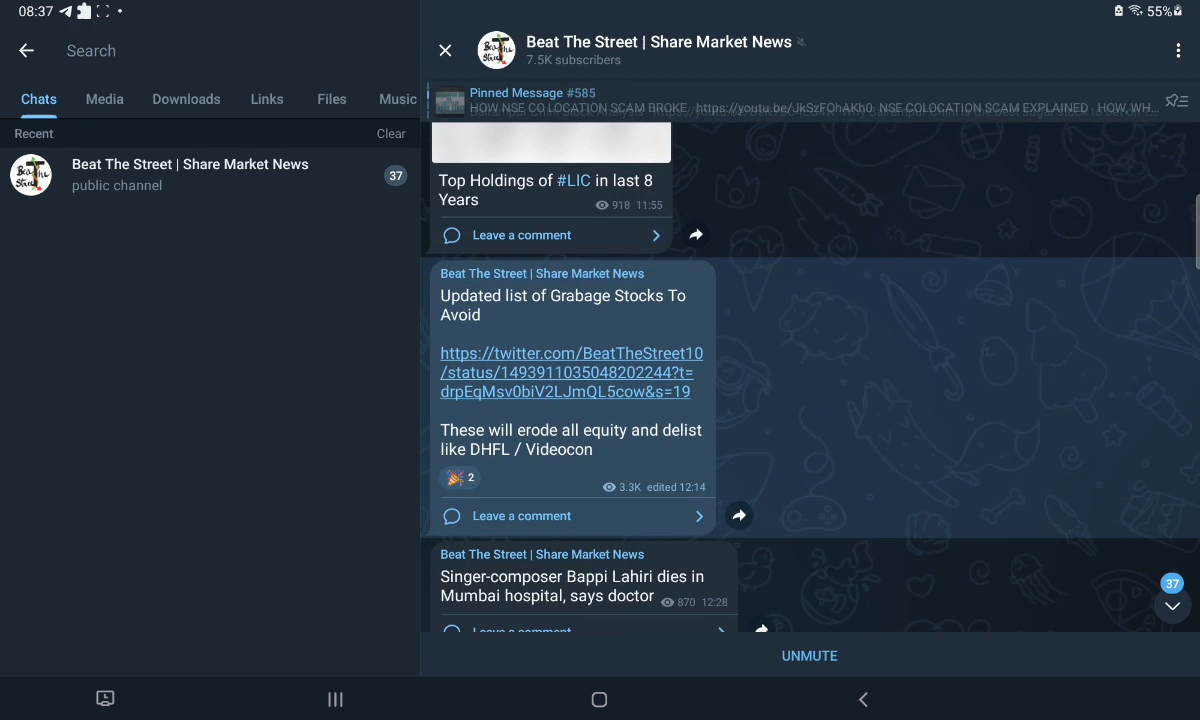 08:37
55%
Search
Chats
Media
Downloads
Links
Files
Music
Recent
Clear
Beat The Street | Share Market News
public channel
37
Beat The Street | Share Market News
7.5K subscribers
Pinned Message #585
HOW NSE CO LOCATION SCAM BROKE https://youtu.be/JkSzFOhAKh0 NSE COLOCATION SCAM EXPLAINED HOW, WH...
Top Holdings of #LIC in last 8
Years
918 11:55
Leave a comment
Beat The Street | Share Market News
Updated list of Grabage Stocks To
Avoid
https://twitter.com/BeatTheStreet10
/status/1493911035048202244?t=
drpEqMsv0biV2LJmQL5cow&s=19
These will erode all equity and delist
like DHFL / Videocon
2
3.3K edited 12:14
Leave a comment
Beat The Street | Share Market News
Singer-composer Bappi Lahiri dies in
Mumbai hospital, says doctor
870 12:28
Leave a comment
37
UNMUTE